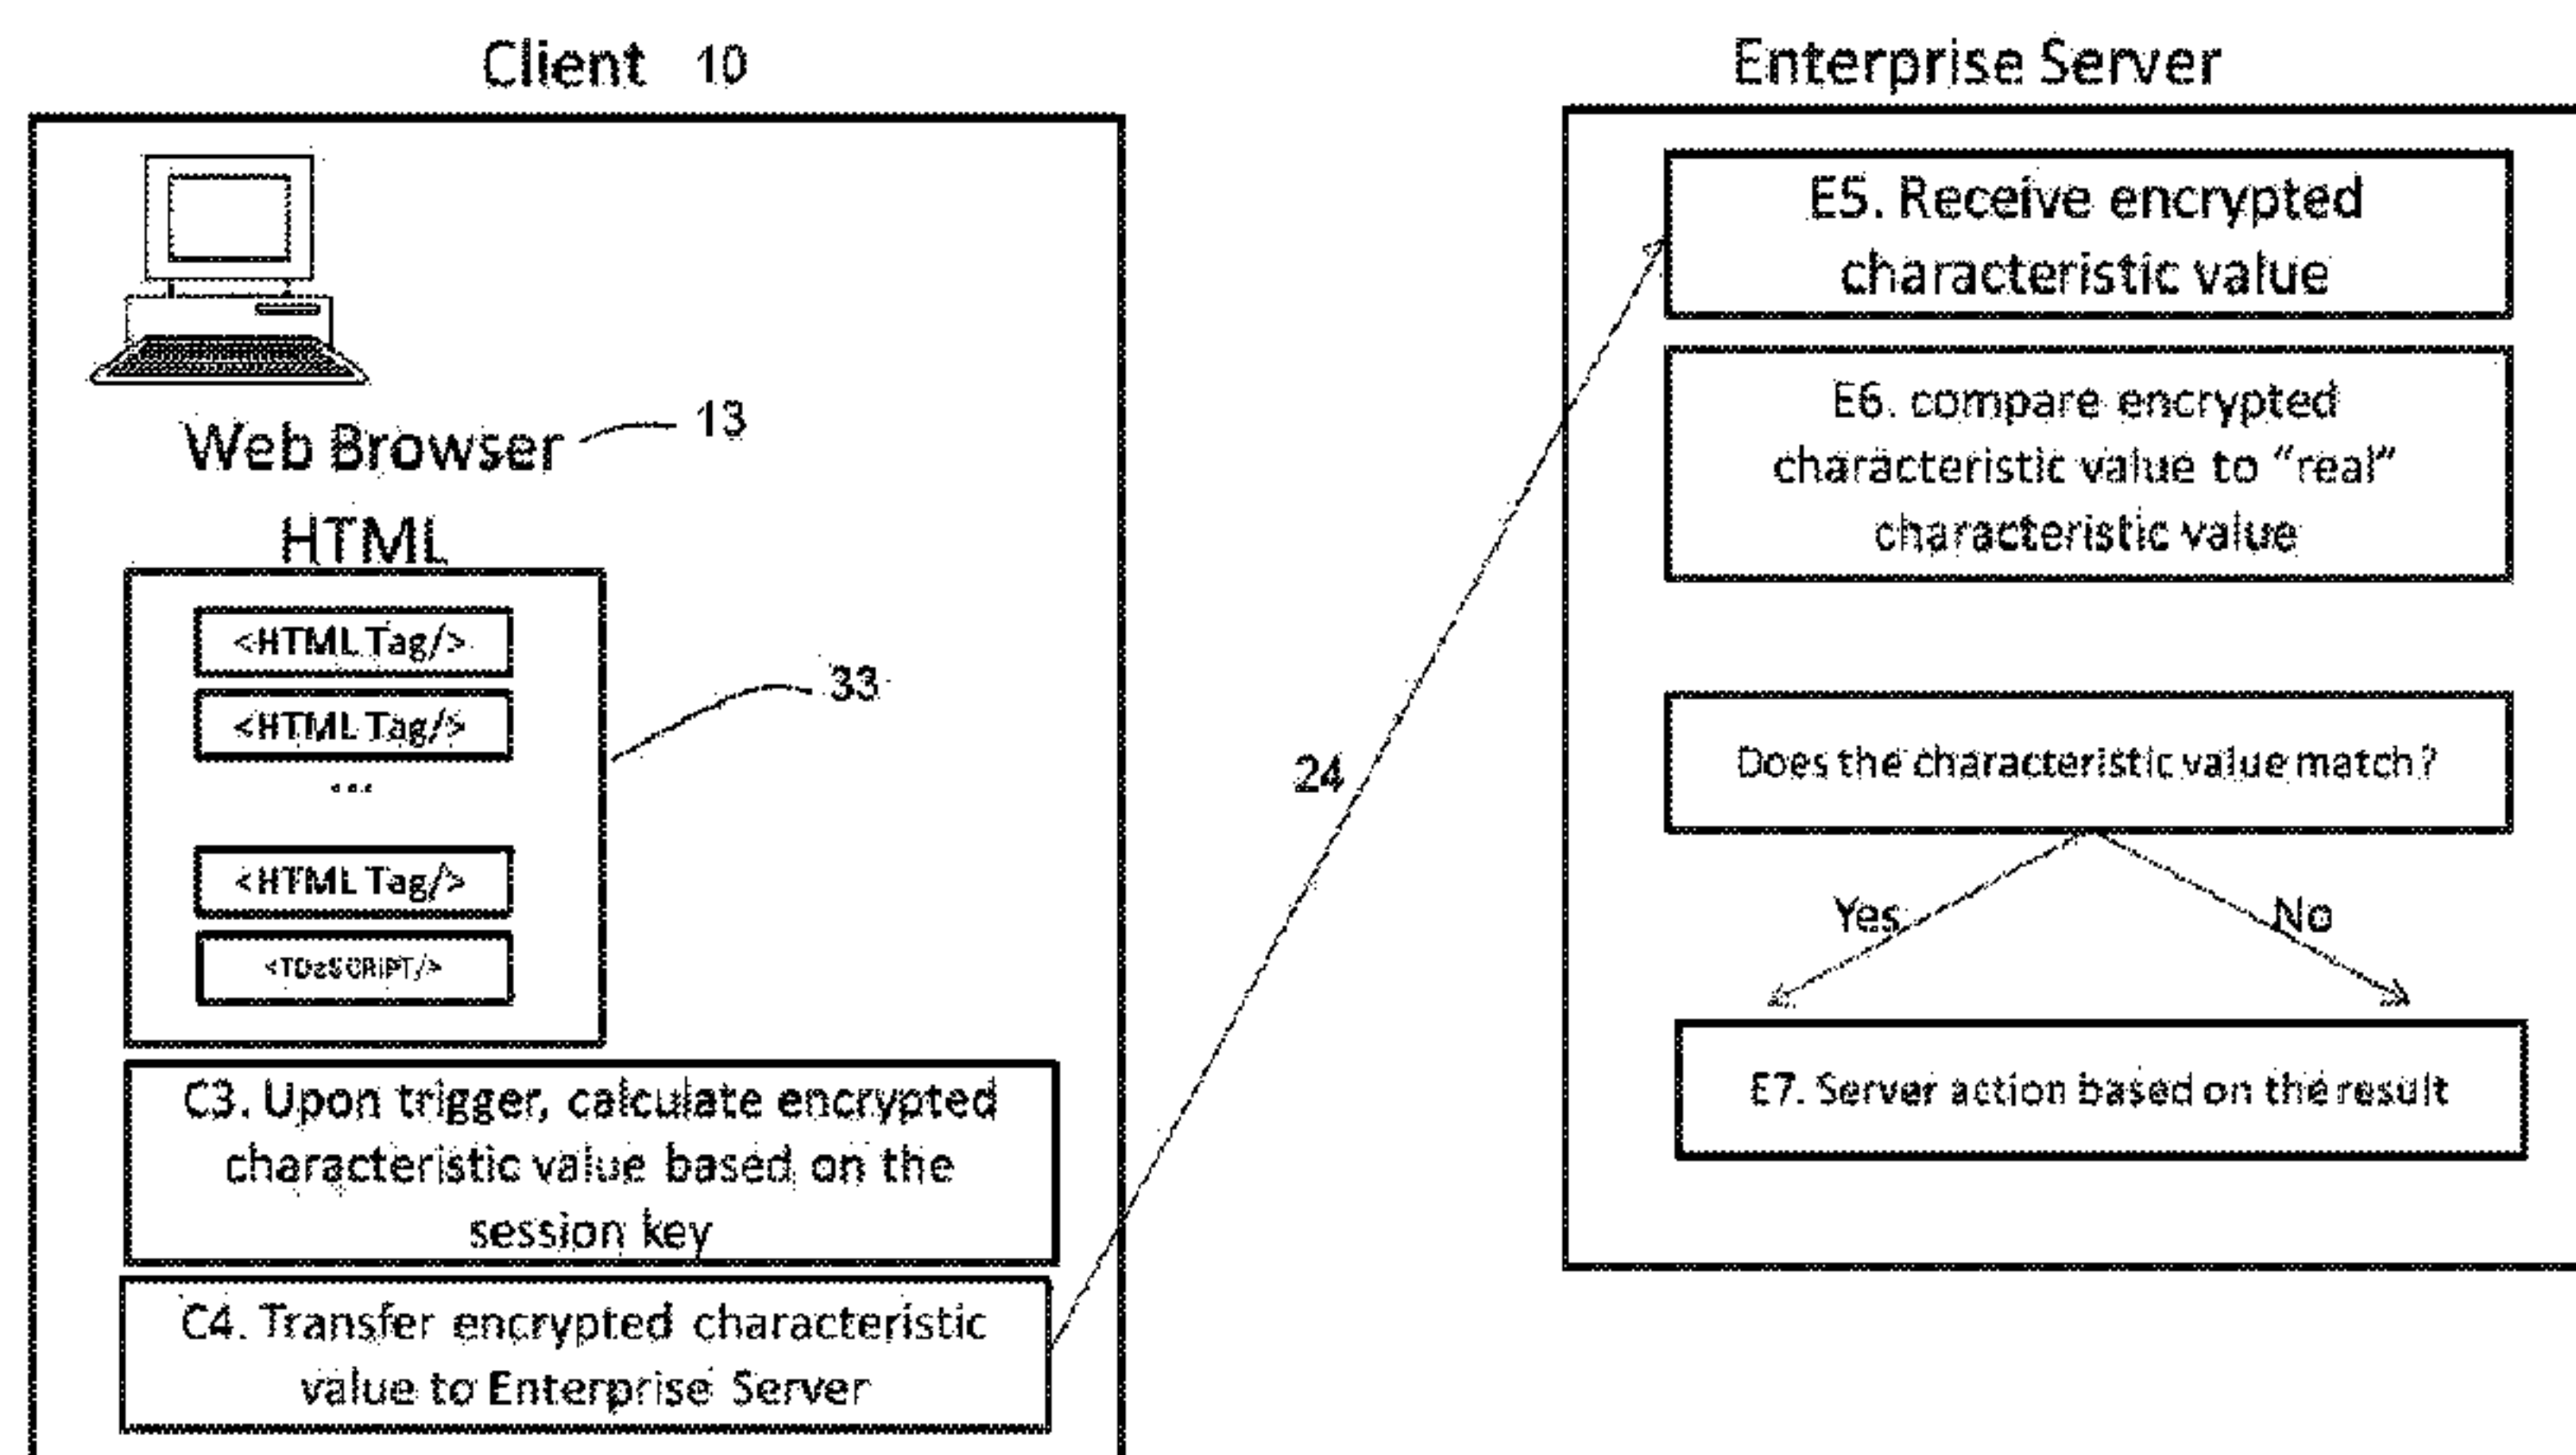 Client 10
Web Browser 13
HTML
<HTML Tag/>
<HTML Tag/>
...
<HTML Tag/>
33
C3. Upon trigger, calculate encrypted
characteristic value based on the
session key
C4. Transfer encrypted characteristic
value to Enterprise Server
24
Enterprise Server
E5. Receive encrypted
characteristic value
E6. compare encrypted
characteristic value to “real”
characteristic value
Does the characteristic value match?
Yes
No
E7. Server action based on the result